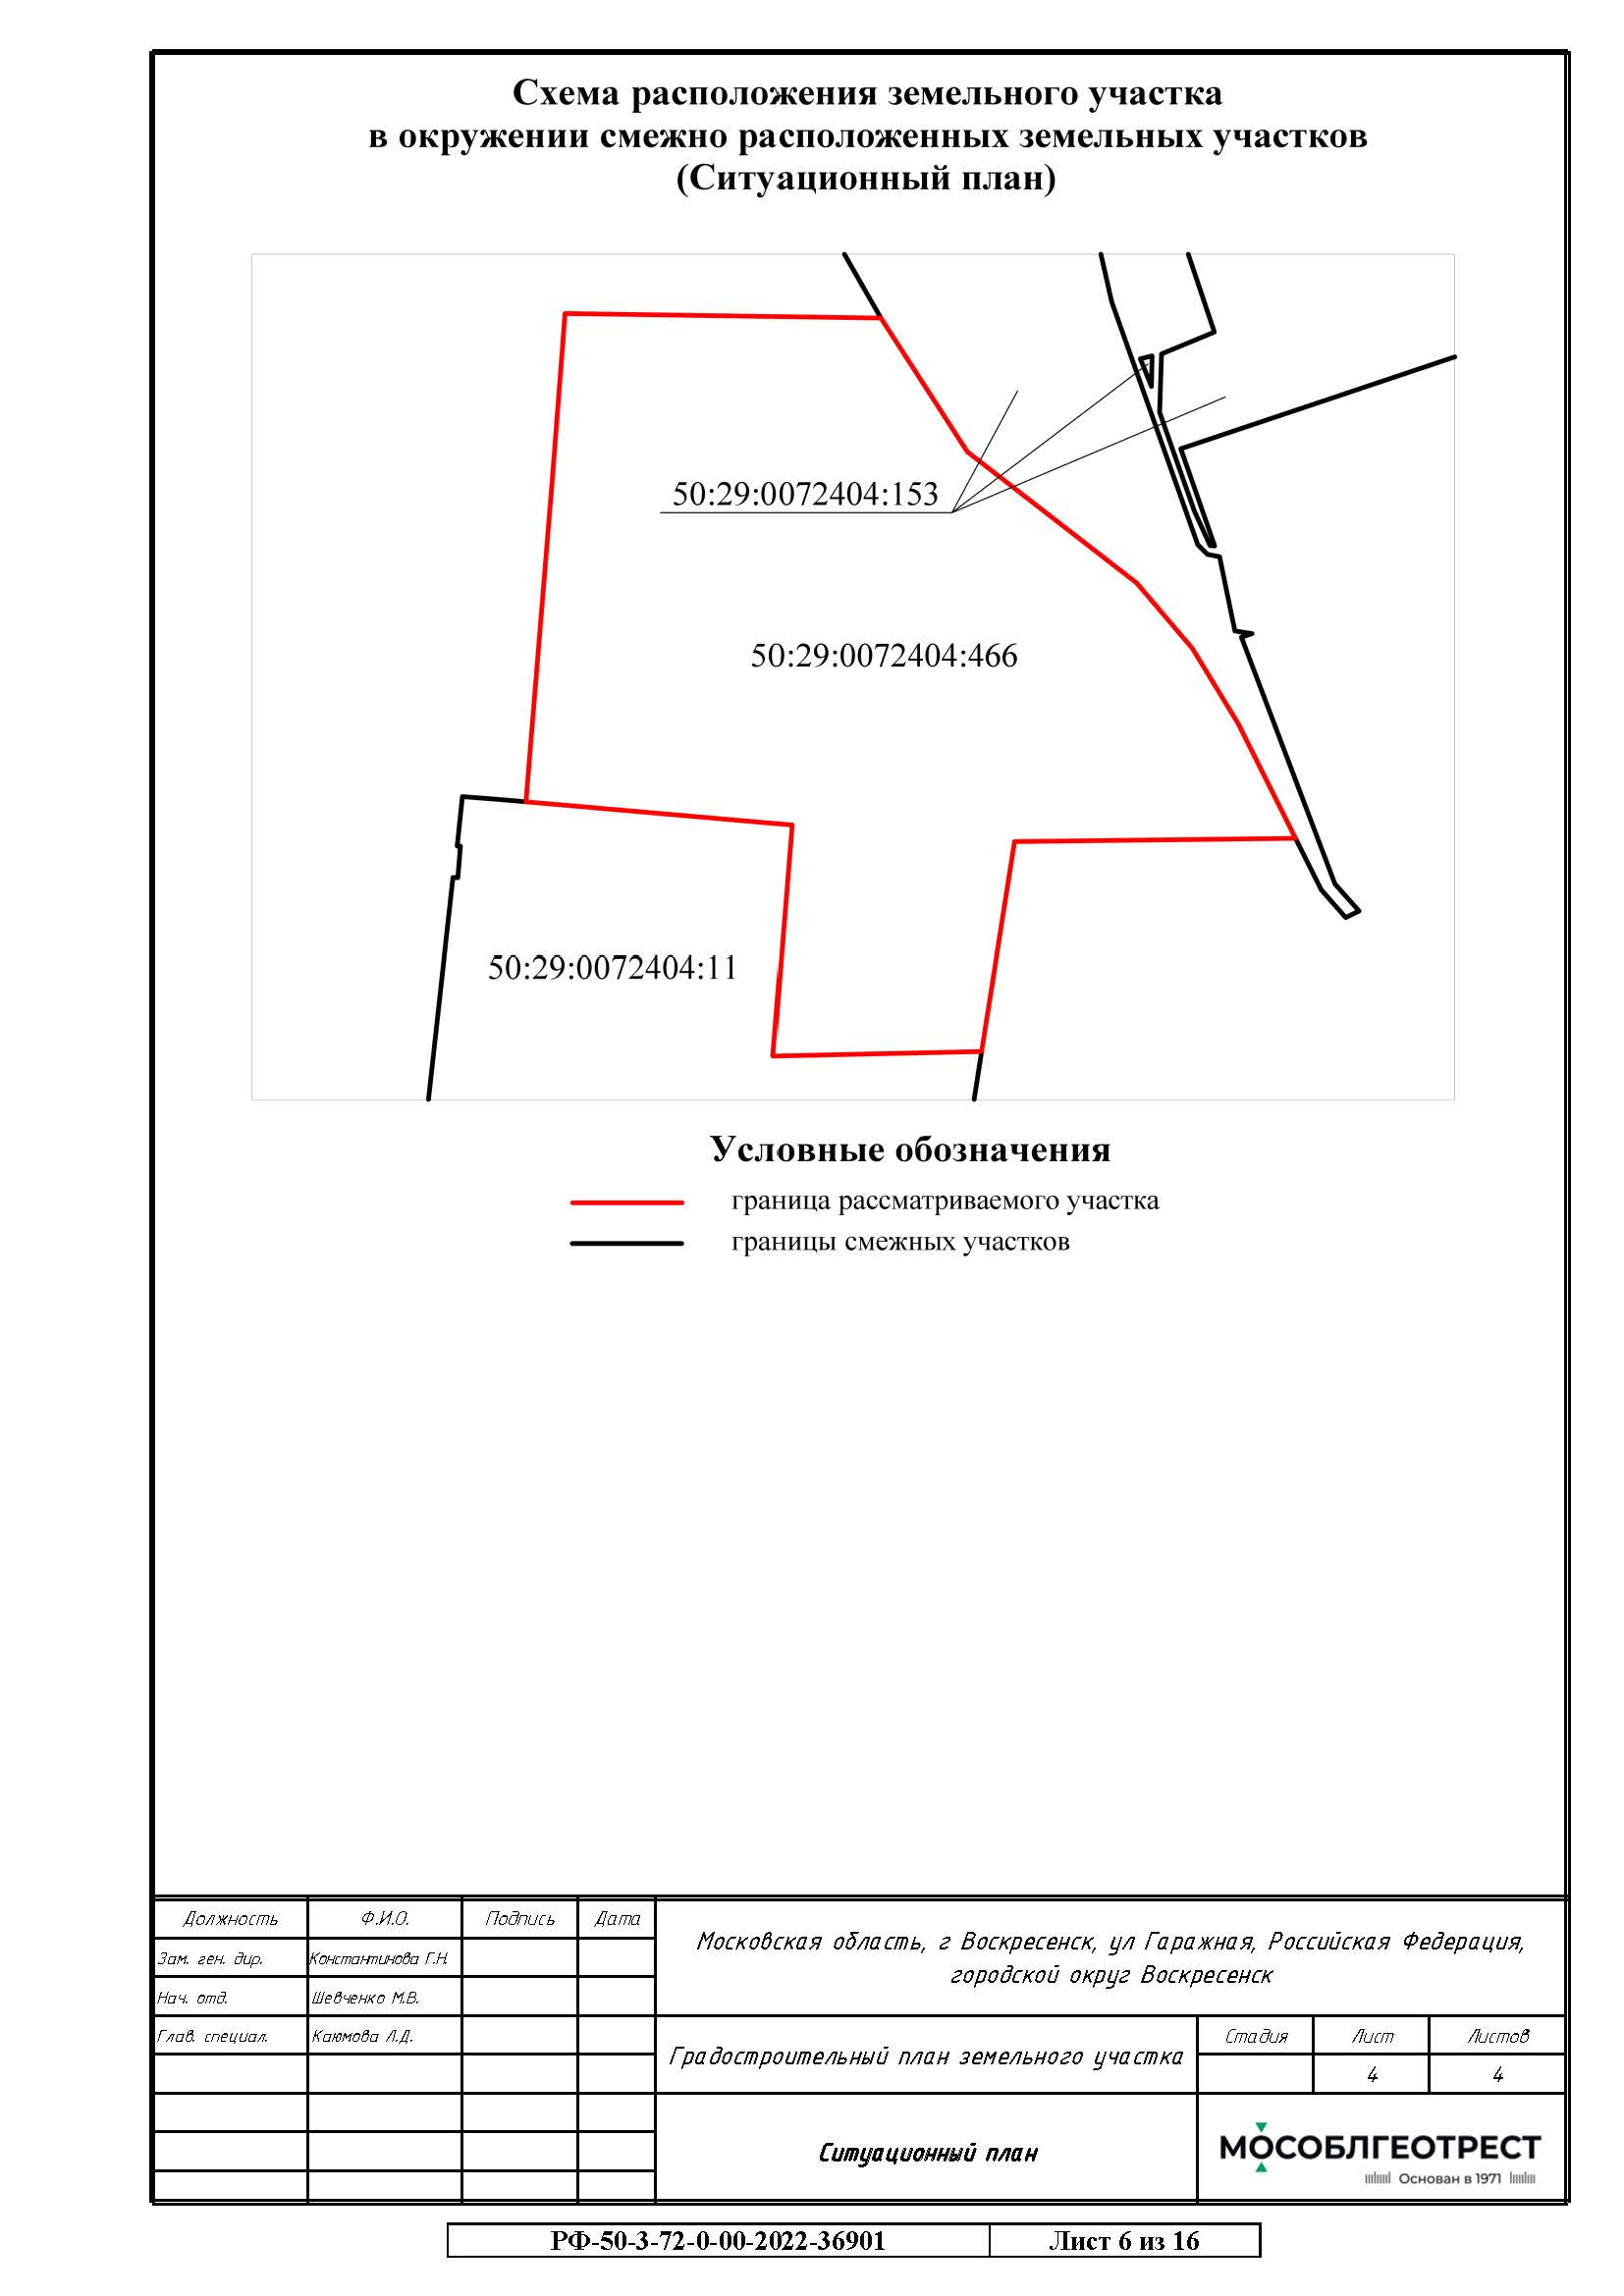 Схема расположения земельного участка
в окружении смежно расположенных земельных участков
(Ситуационный план)
50:29:0072404:153
50:29:0072404:466
50:29:0072404:11
Условные обозначения
граница рассматриваемого участка
границы смежных участков
Должность Ф.И.О. Подпись Дата
Зам. ген. дир. Константинова Г.Н.
Нач. отд. Шевченко М.В.
Глав. специал. Каюмова Л.Д.
Московская область, г Воскресенск, ул Гаражная, Российская Федерация,
городской округ Воскресенск
Градостроительный план земельного участка
Стадия Лист Листов
4 4
Ситуационный план
МОСОБЛГЕОТРЕСТ
Основан в 1971
РФ-50-3-72-0-00-2022-36901 Лист 6 из 16